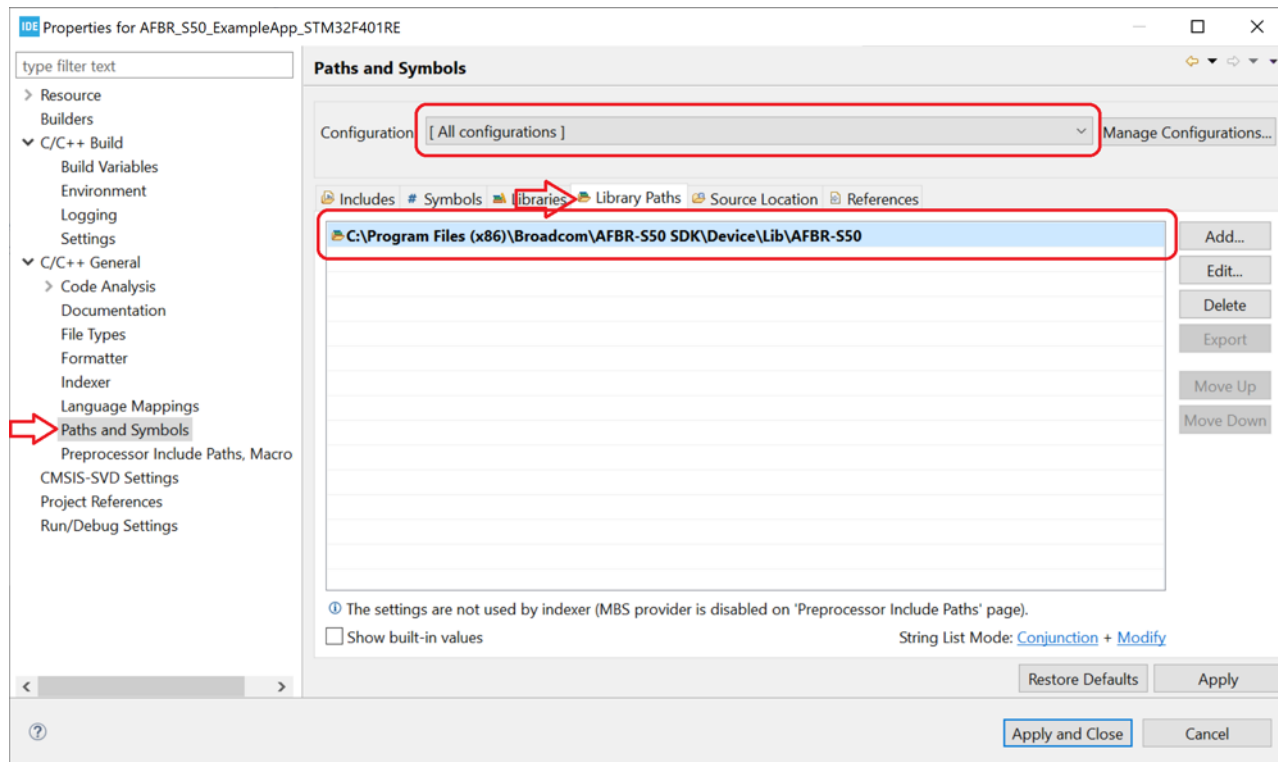 IDE Properties for AFBR_S50_ExampleApp_STM32F401RE
type filter text
Resource
Builders
C/C++ Build
Build Variables
Environment
Logging
Settings
C/C++ General
Code Analysis
Documentation
File Types
Formatter
Indexer
Language Mappings
Paths and Symbols
Preprocessor Include Paths, Macro
CMSIS-SVD Settings
Project References
Run/Debug Settings
Paths and Symbols
Configuration [ All configurations ] Manage Configurations...
Includes # Symbols Libraries Library Paths Source Location References
C:\Program Files (x86)\Broadcom\AFBR-S50 SDK\Device\Lib\AFBR-S50
Add...
Edit...
Delete
Export
Move Up
Move Down
The settings are not used by indexer (MBS provider is disabled on 'Preprocessor Include Paths' page).
Show built-in values String List Mode: Conjunction + Modify
Restore Defaults Apply
Apply and Close Cancel